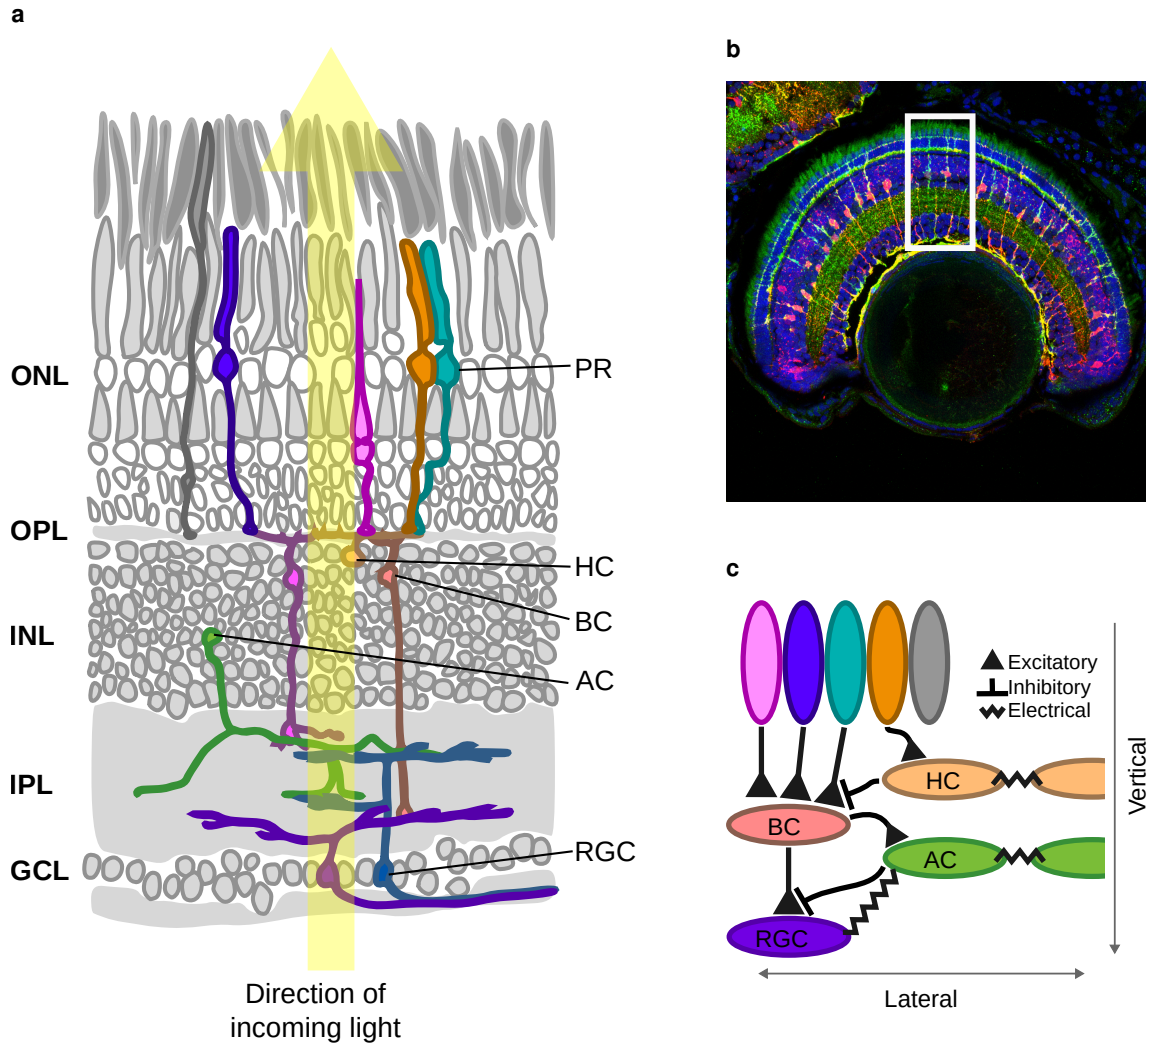 a
ONL
OPL
INL
IPL
GCL
PR
HC
BC
AC
RGC
Direction of
incoming light
b
c
Excitatory
Inhibitory
Electrical
HC
BC
AC
RGC
Vertical
Lateral